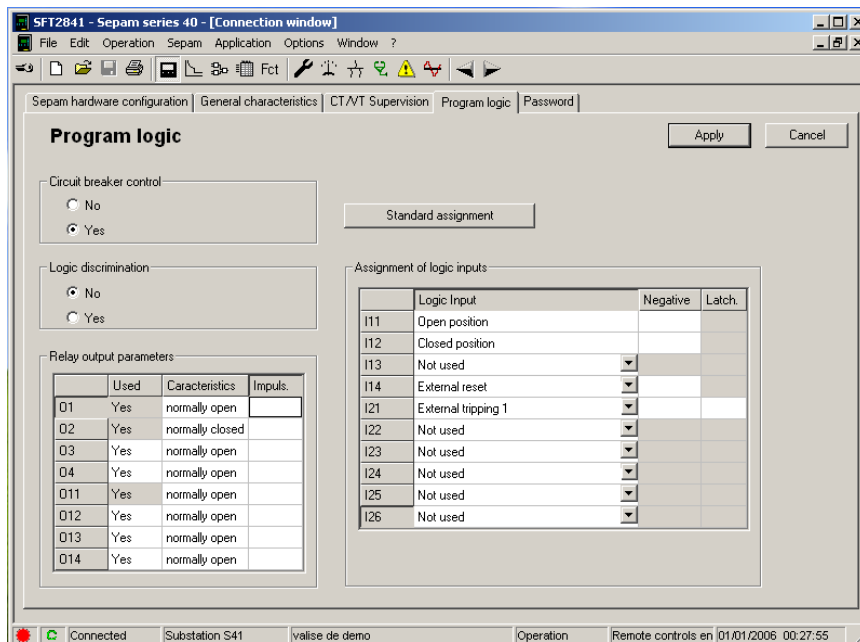 SFT2841 - Sepam series 40 - [Connection window]
File Edit Operation Sepam Application Options Window ?
Fct
Sepam hardware configuration General characteristics CT/VT Supervision Program logic Password
Program logic
Apply Cancel
Circuit breaker control
No
Yes
Standard assignment
Logic discrimination
No
Yes
Relay output parameters
Used Caracteristics Impuls.
O1 Yes normally open
O2 Yes normally closed
O3 Yes normally open
O4 Yes normally open
O11 Yes normally open
O12 Yes normally open
O13 Yes normally open
O14 Yes normally open
Assignment of logic inputs
Logic Input Negative Latch.
I11 Open position
I12 Closed position
I13 Not used
I14 External reset
I21 External tripping 1
I22 Not used
I23 Not used
I24 Not used
I25 Not used
I26 Not used
Connected Substation S41 valise de demo Operation Remote controls en 01/01/2006 00:27:55